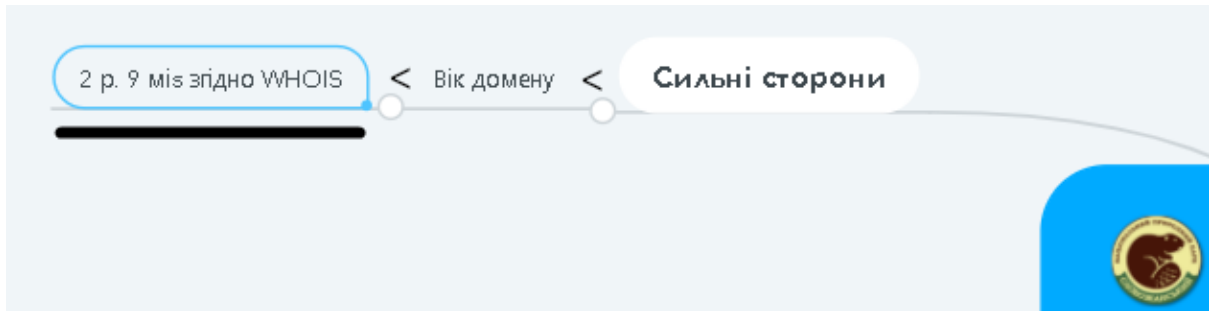 2 р. 9 міs згідно WHOIS < Вік домену < Сильні сторони